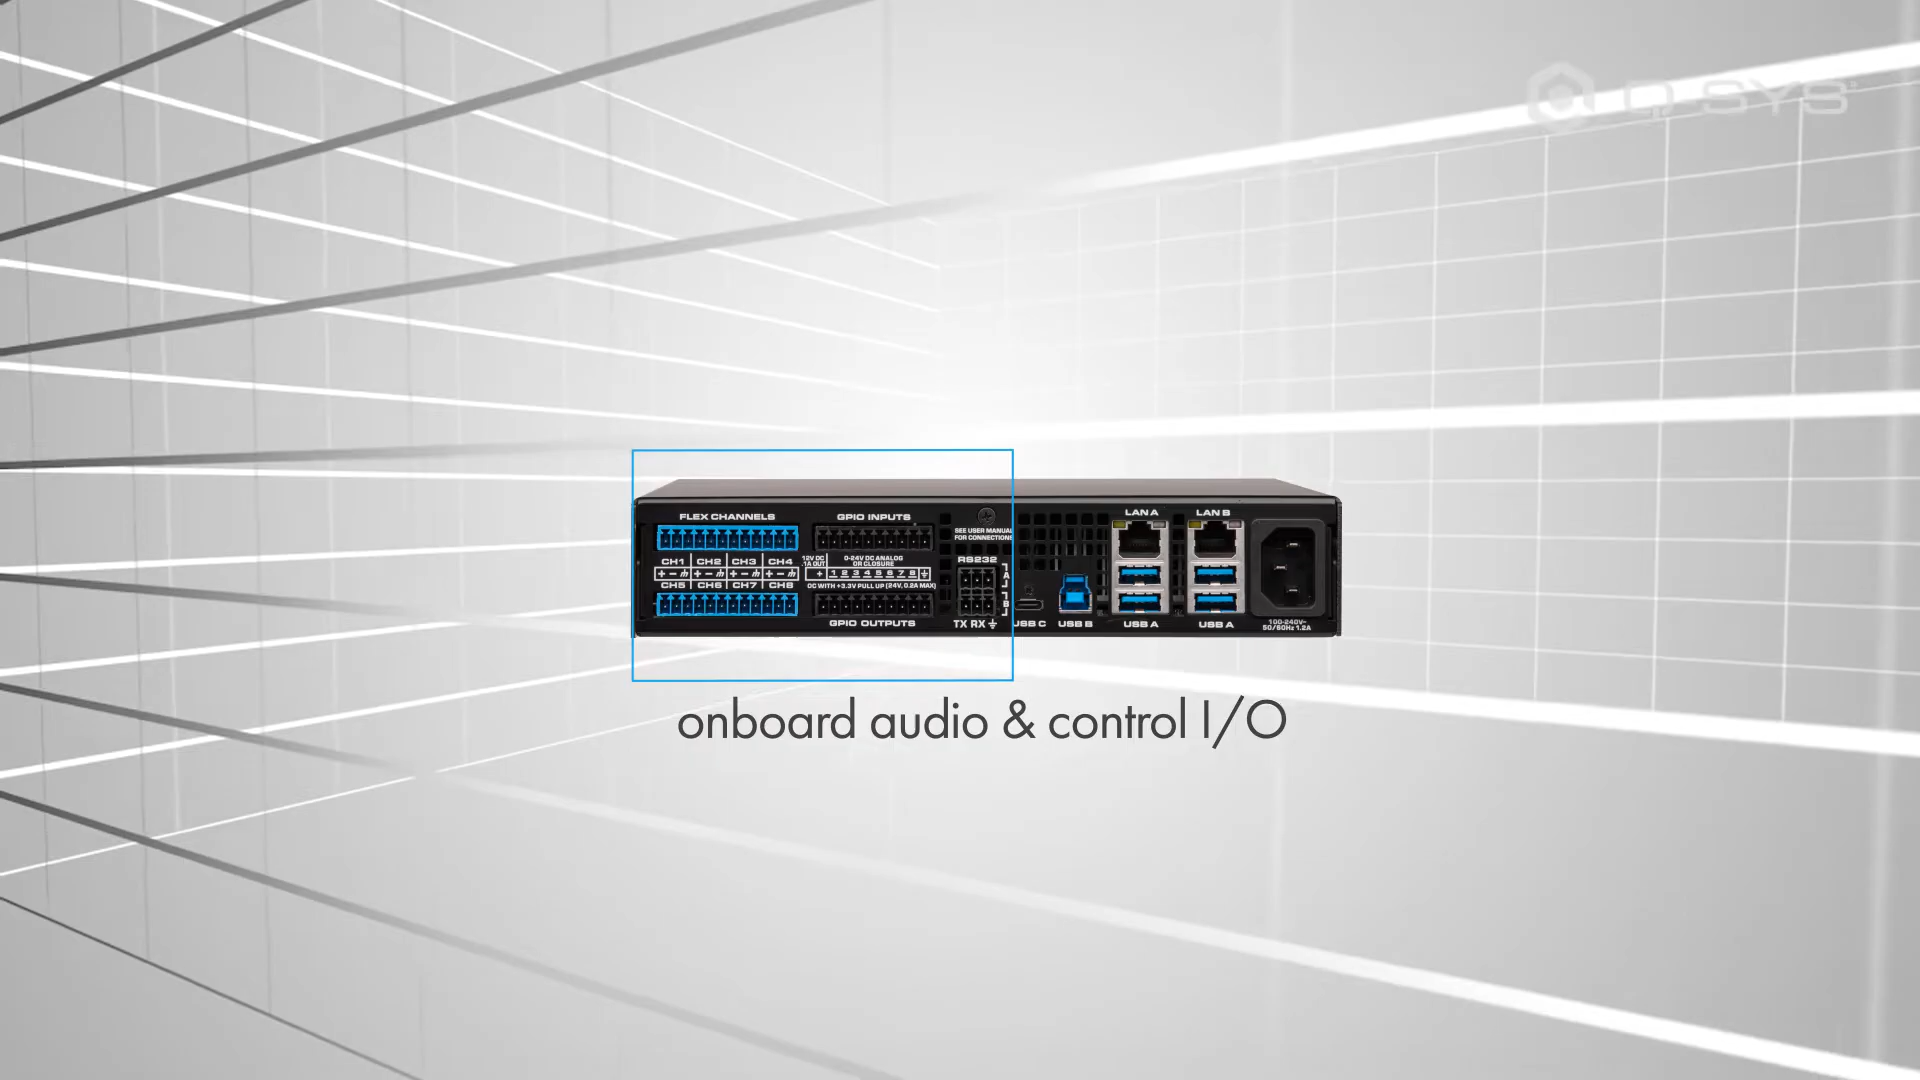 Q-SYS
FLEX CHANNELS
GPIO INPUTS
SEE USER MANUAL
FOR CONNECTIONS
LAN A
LAN B
CH1 CH2 CH3 CH4
12V DC
.1A OUT
0-24V DC ANALOG
OR CLOSURE
RS232
A
+ 1 2 3 4 5 6 7 8
CH5 CH6 CH7 CH8
OC WITH +3.3V PULL UP (24V, 0.2A MAX)
B
GPIO OUTPUTS
TX RX
USB C
USB B
USB A
USB A
100-240V~
50/60Hz 1.2A
onboard audio & control I/O